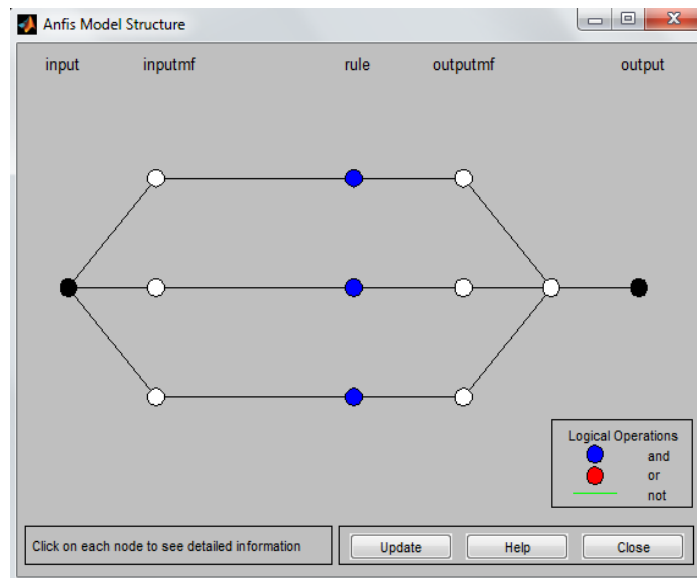 Anfis Model Structure
input inputmf rule outputmf output
Logical Operations
and
or
not
Click on each node to see detailed information
Update Help Close